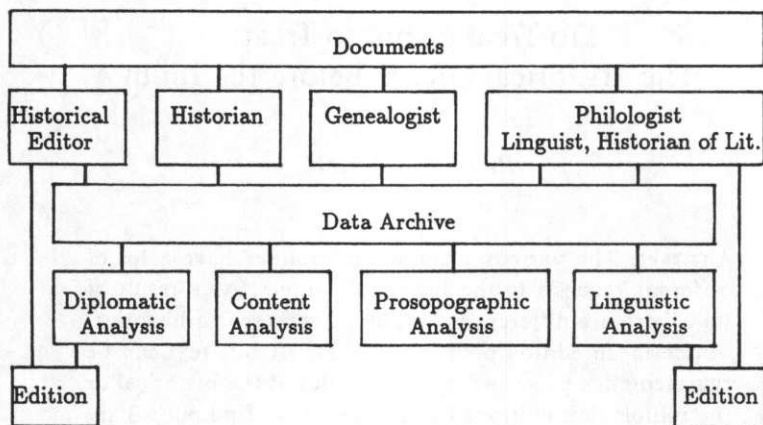 Documents
Historical
Editor
Historian
Genealogist
Philologist
Linguist, Historian of Lit.
Data Archive
Diplomatic
Analysis
Content
Analysis
Prosopographic
Analysis
Linguistic
Analysis
Edition
Edition